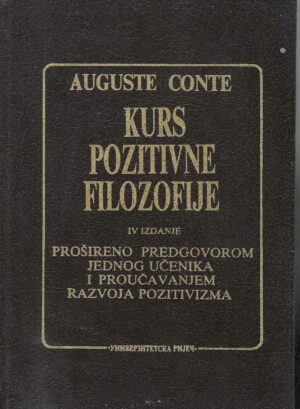 AUGUSTE CONTE
KURS
POZITIVNE
FILOZOFIJE
IV IZDANJE
PROŠIRENO PREDGOVOROM
JEDNOG UČENIKA
I PROUČAVANJEM
RAZVOJA POZITIVIZMA
·УНИВЕРЗИТЕТСКА РИЈЕЧ·